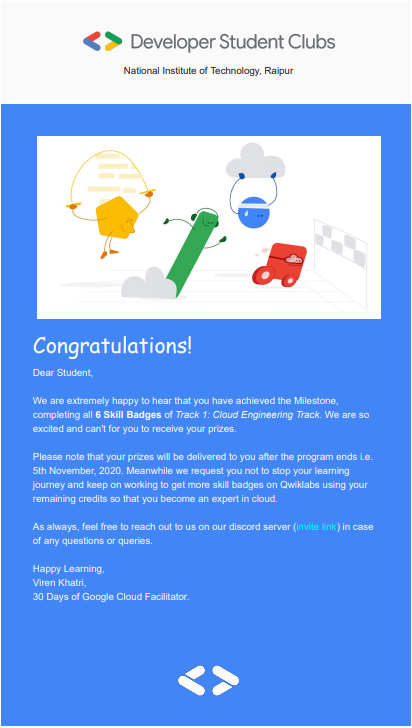 Developer Student Clubs
National Institute of Technology, Raipur
Congratulations!
Dear Student,
We are extremely happy to hear that you have achieved the Milestone,
completing all 6 Skill Badges of Track 1: Cloud Engineering Track. We are so
excited and can't for you to receive your prizes.
Please note that your prizes will be delivered to you after the program ends i.e.
5th November, 2020. Meanwhile we request you not to stop your learning
journey and keep on working to get more skill badges on Qwiklabs using your
remaining credits so that you become an expert in cloud.
As always, feel free to reach out to us on our discord server (invite link) in case
of any questions or queries.
Happy Learning,
Viren Khatri,
30 Days of Google Cloud Facilitator.